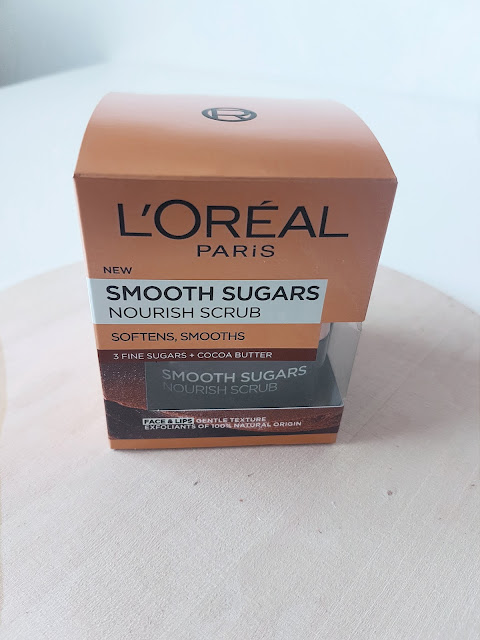 L'ORÉAL
PARiS
NEW
SMOOTH SUGARS
NOURISH SCRUB
SOFTENS, SMOOTHS
3 FINE SUGARS + COCOA BUTTER
SMOOTH SUGARS
NOURISH SCRUB
FACE & LIPS GENTLE TEXTURE
EXFOLIANTS OF 100% NATURAL ORIGIN